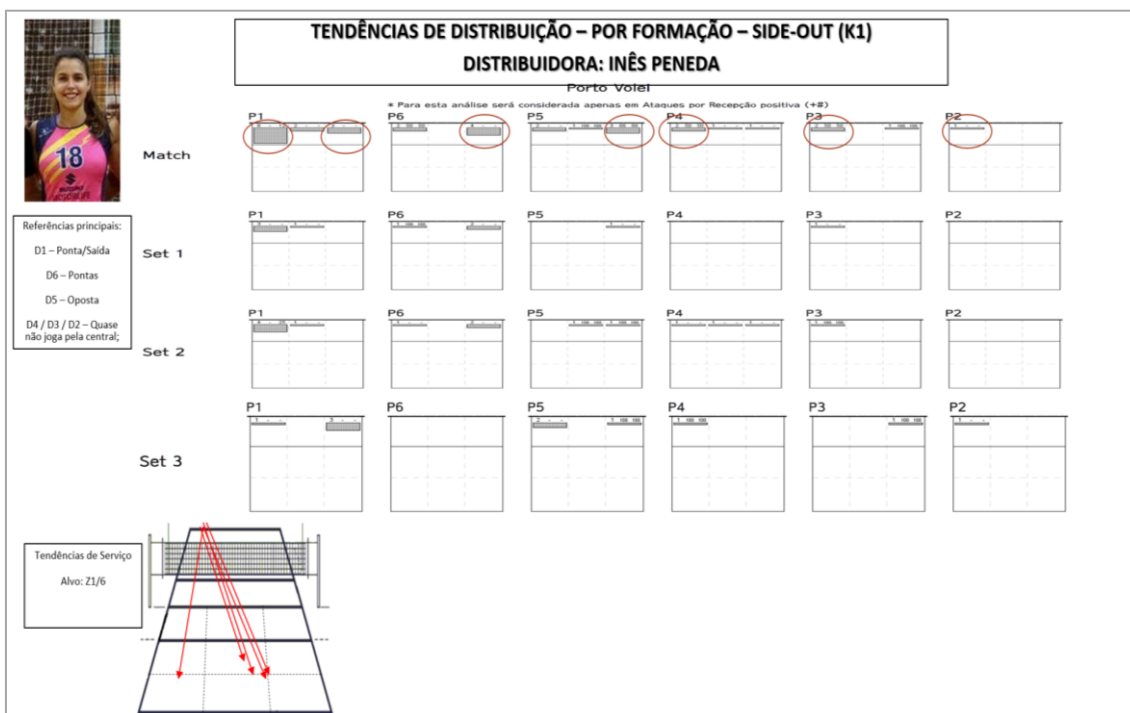 TENDÊNCIAS DE DISTRIBUIÇÃO – POR FORMAÇÃO – SIDE-OUT (K1)
DISTRIBUIDORA: INÊS PENEDA
Porto Volei
* Para esta análise será considerada apenas em Ataques por Recepção positiva (+#)
18
SUZUKI
Match
P1 P6 P5 P4 P3 P2
Referências principais:
D1 – Ponta/Saída
D6 – Pontas
D5 – Oposta
D4 / D3 / D2 – Quase
não joga pela central;
Set 1
P1 P6 P5 P4 P3 P2
Set 2
P1 P6 P5 P4 P3 P2
Set 3
P1 P6 P5 P4 P3 P2
Tendências de Serviço
Alvo: Z1/6